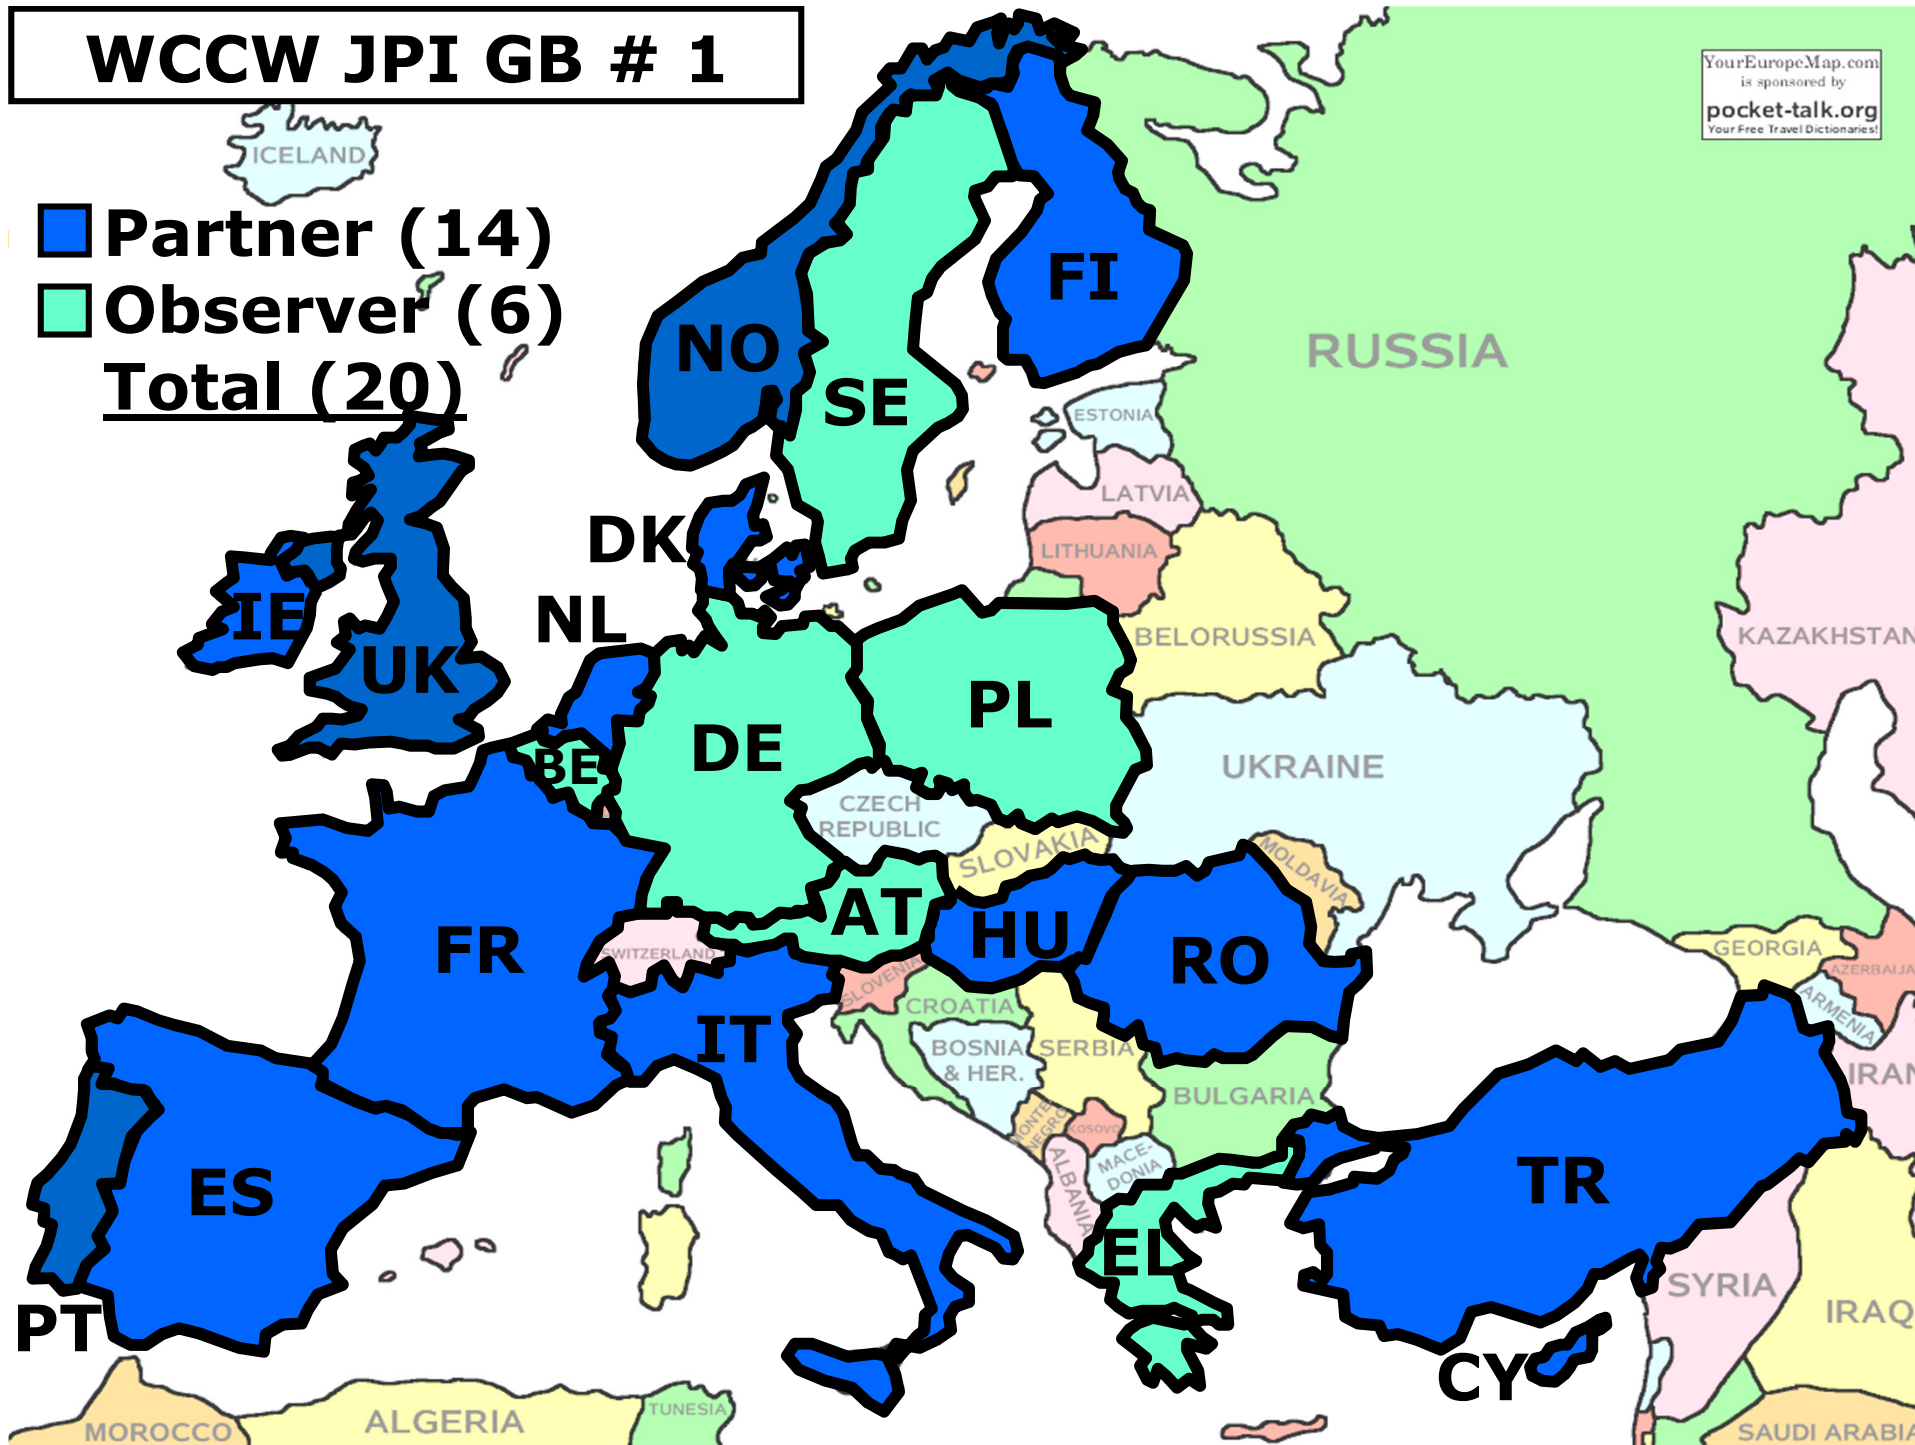 WCCW JPI GB # 1
YourEuropeMap.com
is sponsored by
pocket-talk.org
Your Free Travel Dictionaries!
ICELAND
Partner (14)
Observer (6)
Total (20)
FI
NO
RUSSIA
SE
ESTONIA
LATVIA
DK
LITHUANIA
IE
NL
BELORUSSIA
KAZAKHSTAN
UK
PL
DE
BE
UKRAINE
CZECH
REPUBLIC
SLOVAKIA
MOLDAVIA
AT
FR
HU
RO
SWITZERLAND
GEORGIA
SLOVENIA
AZERBAIJA
CROATIA
ARMENIA
IT
BOSNIA
& HER.
SERBIA
IRAN
BULGARIA
MONTE
NEGRO
KOSOVO
MACE-
DONIA
ALBANIA
ES
TR
EL
SYRIA
IRAQ
PT
CY
TUNESIA
ALGERIA
MOROCCO
SAUDI ARABIA